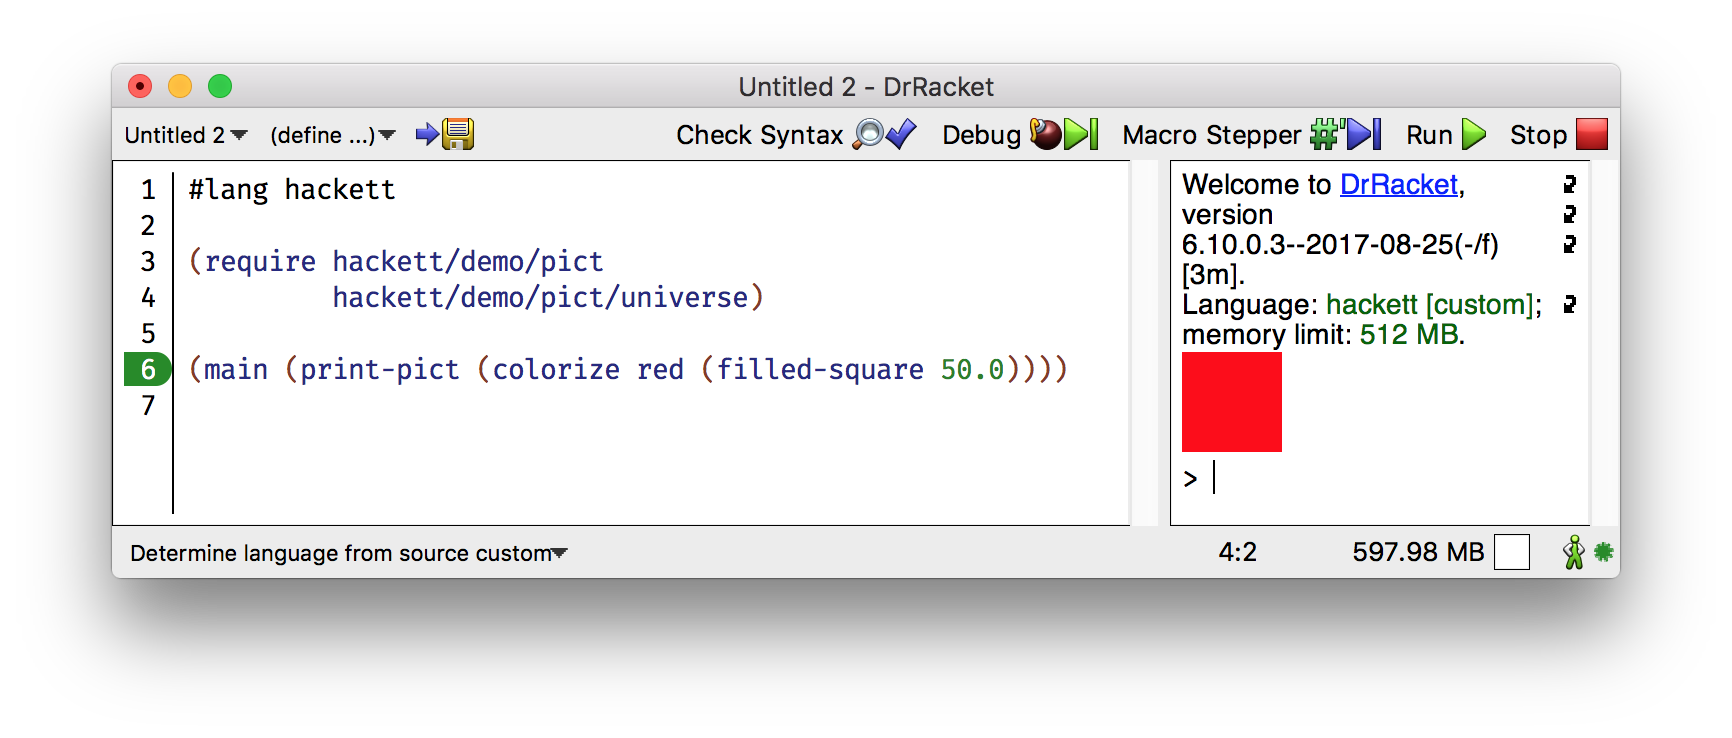 Untitled 2 - DrRacket
Untitled 2 (define ...) Check Syntax Debug Macro Stepper #' Run Stop
1 #lang hackett
2
3 (require hackett/demo/pict
4 hackett/demo/pict/universe)
5
6 (main (print-pict (colorize red (filled-square 50.0))))
7
Welcome to DrRacket,
version
6.10.0.3--2017-08-25(-/f)
[3m].
Language: hackett [custom];
memory limit: 512 MB.
>
Determine language from source custom 4:2 597.98 MB